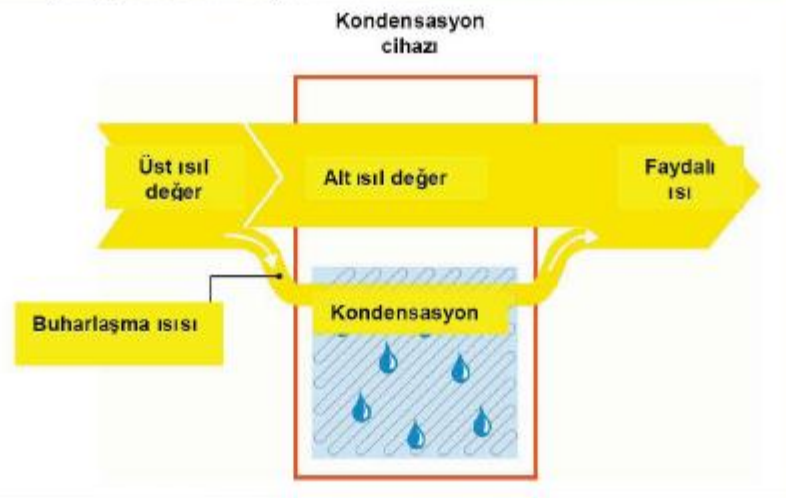 Kondensasyon
cihazı
Üst ısıl
değer
Alt ısıl değer
Faydalı
ısı
Buharlaşma ısısı
Kondensasyon